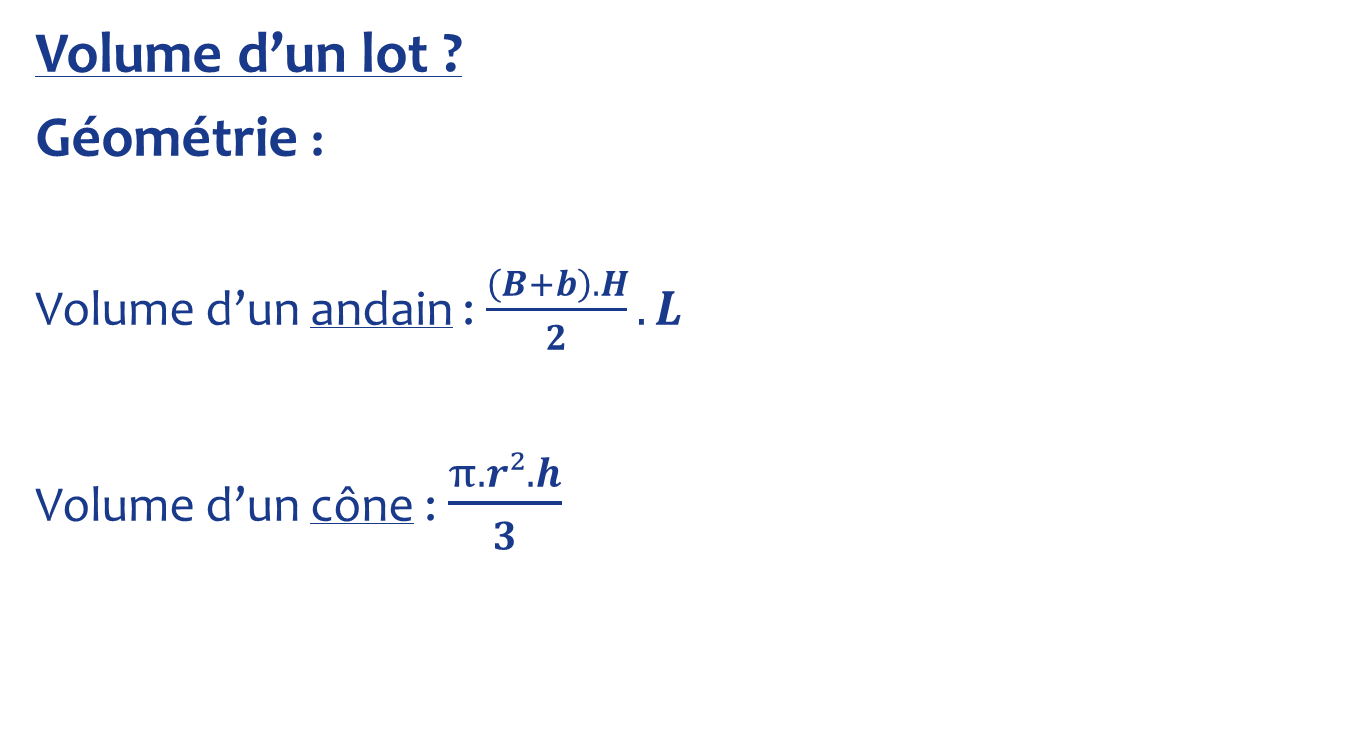 Volume d’un lot ?
Géométrie :
Volume d’un andain : (B+b).H/2 . L
Volume d’un cône : π.r².h/3